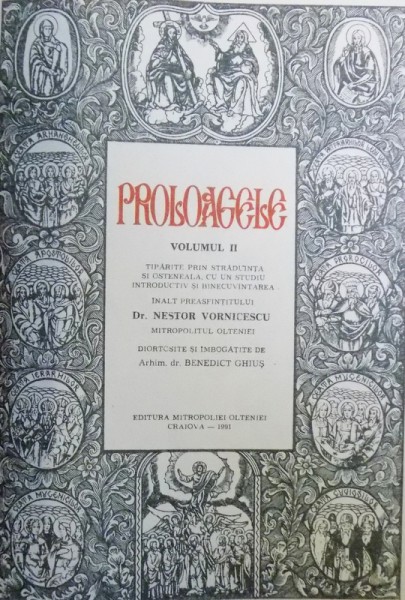 PROLOAGELE
VOLUMUL II
TIPĂRITE PRIN STRĂDUINȚA
ȘI OSTENEALA, CU UN STUDIU
INTRODUCTIV ȘI BINECUVÎNTAREA
ÎNALT PREASFINȚITULUI
Dr. NESTOR VORNICESCU
MITROPOLITUL OLTENIEI
DIORTOSITE ȘI ÎMBOGĂȚITE DE
Arhim. dr. BENEDICT GHIUȘ
EDITURA MITROPOLIEI OLTENIEI
CRAIOVA — 1991